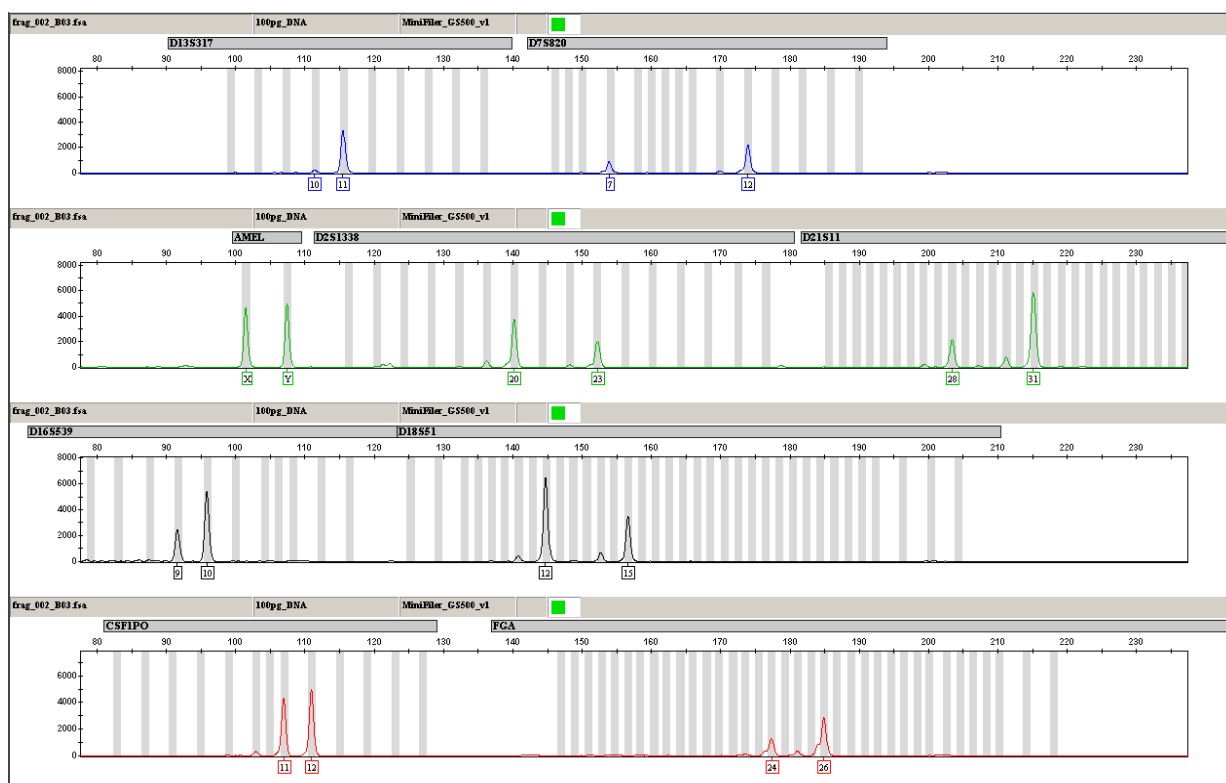 frag_002_B03.fsa 100pg_DNA MiniFiler_GS500_v1
D13S317 D7S820
80 90 100 110 120 130 140 150 160 170 180 190 200 210 220 230
8000
6000
4000
2000
0
10 11 7 12
frag_002_B03.fsa 100pg_DNA MiniFiler_GS500_v1
AMEL D2S1338 D21S11
80 90 100 110 120 130 140 150 160 170 180 190 200 210 220 230
8000
6000
4000
2000
0
X Y 20 23 28 31
frag_002_B03.fsa 100pg_DNA MiniFiler_GS500_v1
D16S539 D18S51
80 90 100 110 120 130 140 150 160 170 180 190 200 210 220 230
8000
6000
4000
2000
0
9 10 12 15
frag_002_B03.fsa 100pg_DNA MiniFiler_GS500_v1
CSF1PO FGA
80 90 100 110 120 130 140 150 160 170 180 190 200 210 220 230
6000
4000
2000
0
11 12 24 26